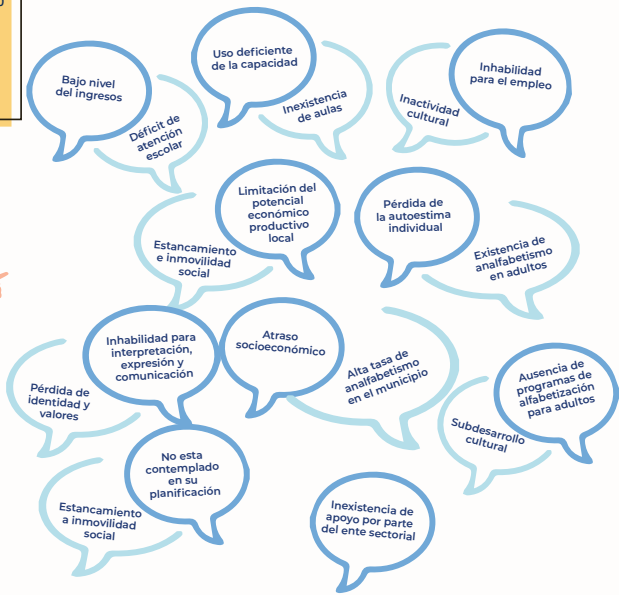 Bajo nivel
del ingresos
Déficit de
atención
escolar
Uso deficiente
de la capacidad
Inexistencia
de aulas
Inactividad
cultural
Inhabilidad
para el empleo
Limitación del
potencial
económico
productivo
local
Estancamiento
e inmovilidad
social
Pérdida de
la autoestima
individual
Existencia de
analfabetismo
en adultos
Inhabilidad para
interpretación,
expresión y
comunicación
Pérdida de
identidad y
valores
Atraso
socioeconómico
Alta tasa de
analfabetismo
en el municipio
Ausencia de
programas de
alfabetización
para adultos
Subdesarrollo
cultural
No esta
contemplado
en su
planificación
Estancamiento
a inmovilidad
social
Inexistencia de
apoyo por parte
del ente sectorial